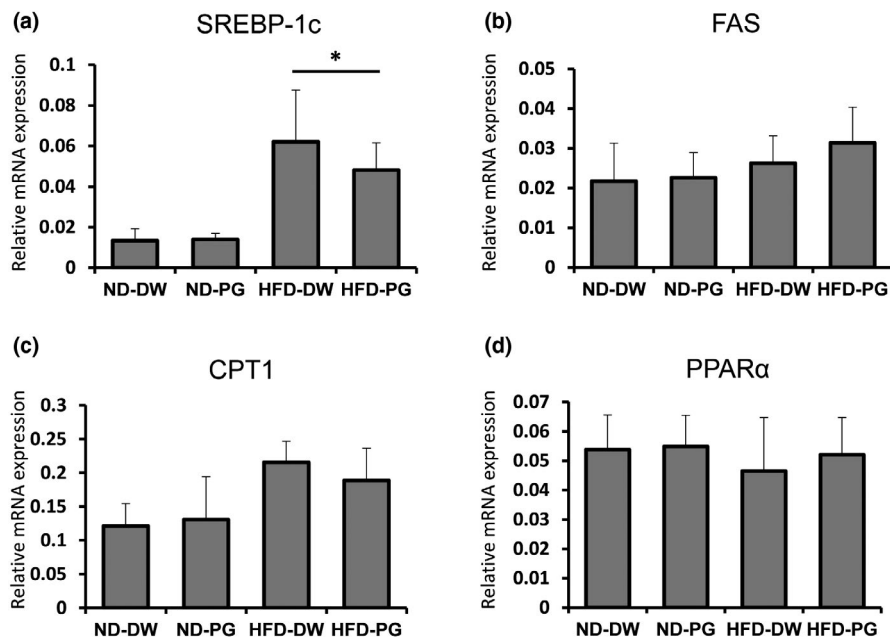 (a)
SREBP-1c
Relative mRNA expression
0.1
0.08
0.06
0.04
0.02
0
*
ND-DW ND-PG HFD-DW HFD-PG
(b)
FAS
Relative mRNA expression
0.05
0.04
0.03
0.02
0.01
0
ND-DW ND-PG HFD-DW HFD-PG
(c)
CPT1
Relative mRNA expression
0.3
0.25
0.2
0.15
0.1
0.05
0
ND-DW ND-PG HFD-DW HFD-PG
(d)
PPARα
Relative mRNA expression
0.07
0.06
0.05
0.04
0.03
0.02
0.01
0.00
ND-DW ND-PG HFD-DW HFD-PG